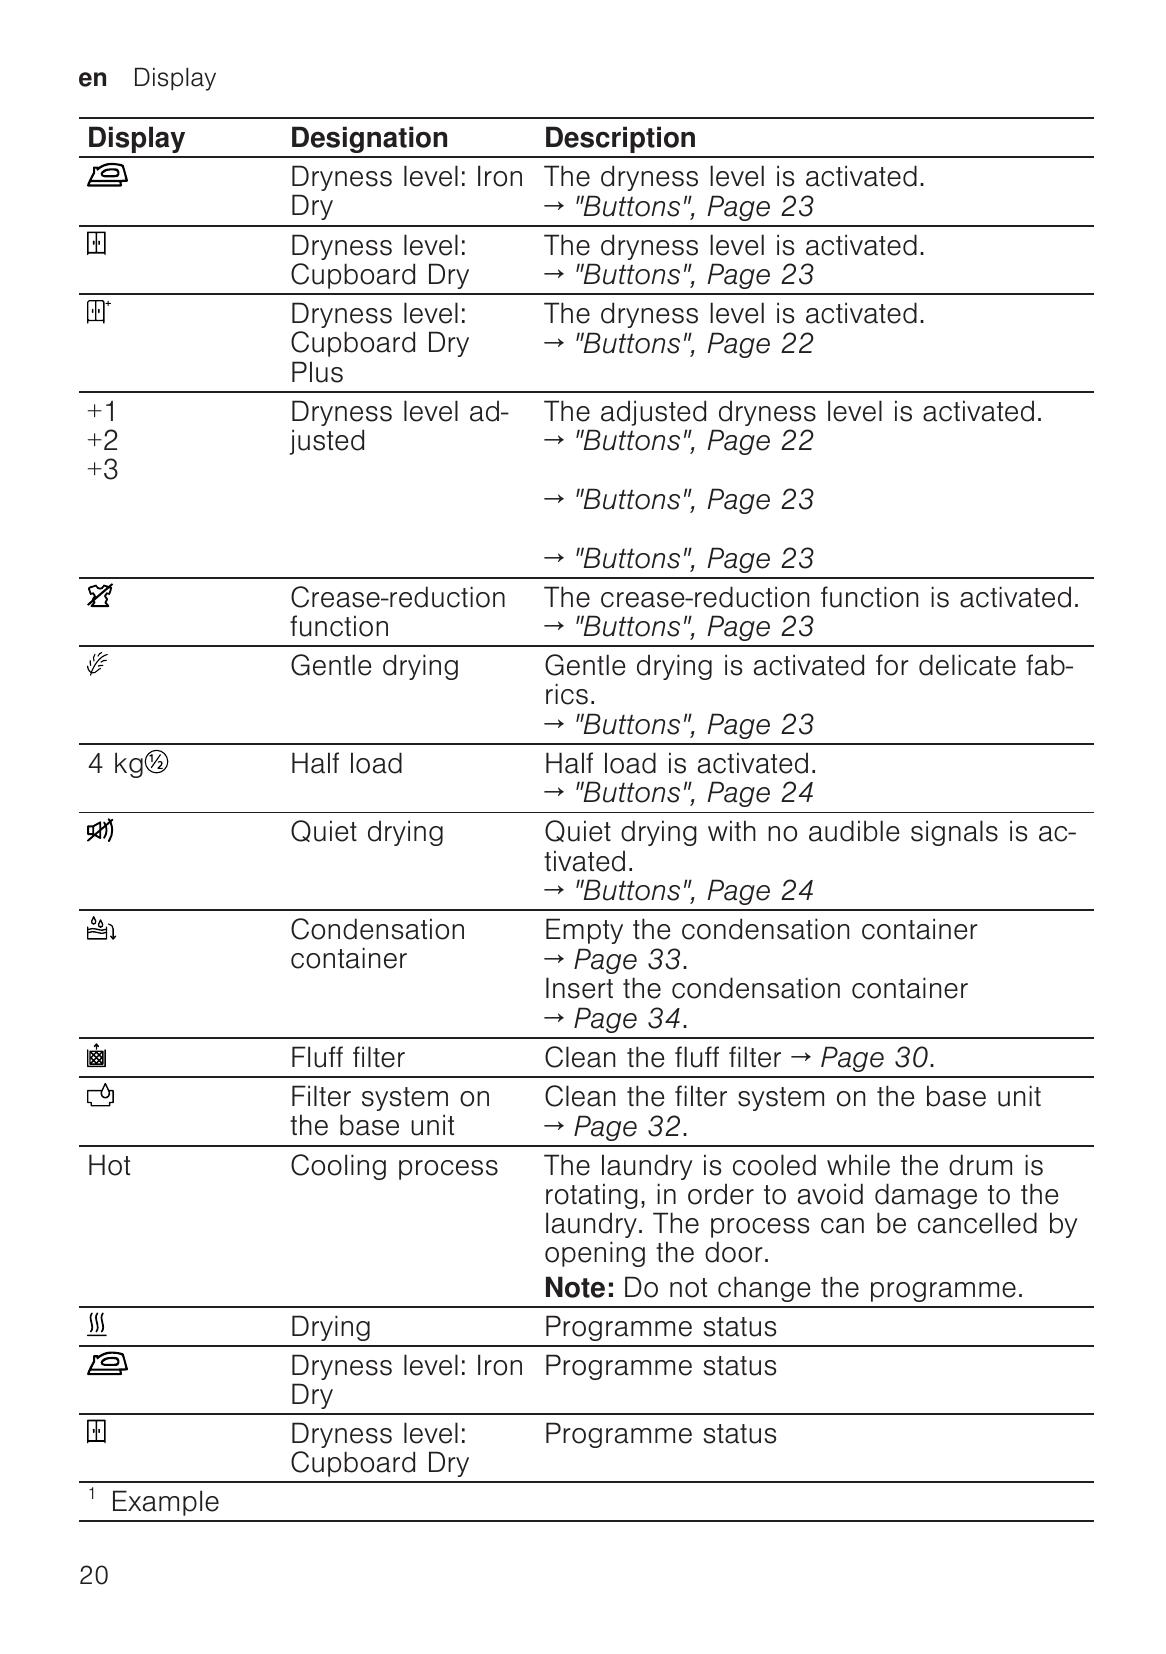 en Display
Display Designation Description
Dryness level: Iron The dryness level is activated.
Dry → "Buttons", Page 23
Dryness level: The dryness level is activated.
Cupboard Dry → "Buttons", Page 23
Dryness level: The dryness level is activated.
Cupboard Dry → "Buttons", Page 22
Plus
+1 Dryness level ad- The adjusted dryness level is activated.
+2 justed → "Buttons", Page 22
+3
→ "Buttons", Page 23
→ "Buttons", Page 23
Crease-reduction The crease-reduction function is activated.
function → "Buttons", Page 23
Gentle drying Gentle drying is activated for delicate fab-
rics.
→ "Buttons", Page 23
4 kg½ Half load Half load is activated.
→ "Buttons", Page 24
Quiet drying Quiet drying with no audible signals is ac-
tivated.
→ "Buttons", Page 24
Condensation Empty the condensation container
container → Page 33.
Insert the condensation container
→ Page 34.
Fluff filter Clean the fluff filter → Page 30.
Filter system on Clean the filter system on the base unit
the base unit → Page 32.
Hot Cooling process The laundry is cooled while the drum is
rotating, in order to avoid damage to the
laundry. The process can be cancelled by
opening the door.
Note: Do not change the programme.
Drying Programme status
Dryness level: Iron Programme status
Dry
Dryness level: Programme status
Cupboard Dry
1 Example
20